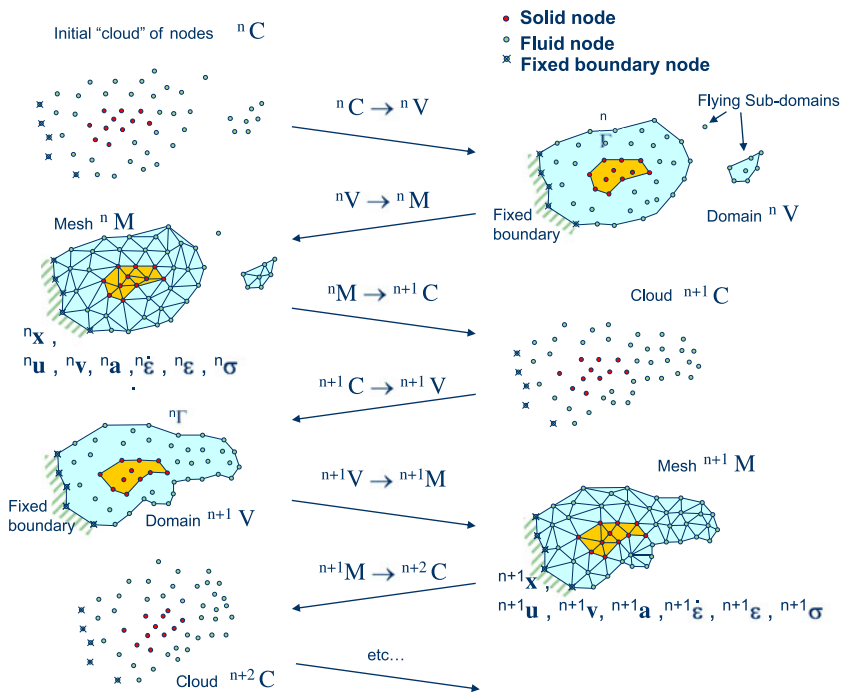 Initial “cloud” of nodes ⁿC
Solid node
Fluid node
Fixed boundary node
ⁿC → ⁿV
Flying Sub-domains
n
Γ
ⁿV → ⁿM
Fixed
boundary
Domain ⁿV
Mesh ⁿM
ⁿM → ⁿ⁺¹C
Cloud ⁿ⁺¹C
ⁿx ,
ⁿu , ⁿv, ⁿa , ⁿε̇ , ⁿε , ⁿσ
.
ⁿ⁺¹C → ⁿ⁺¹V
ⁿΓ
Mesh ⁿ⁺¹M
ⁿ⁺¹V → ⁿ⁺¹M
Fixed
boundary
Domain ⁿ⁺¹V
ⁿ⁺¹M → ⁿ⁺²C
ⁿ⁺¹x ,
ⁿ⁺¹u , ⁿ⁺¹v, ⁿ⁺¹a , ⁿ⁺¹ε̇ , ⁿ⁺¹ε , ⁿ⁺¹σ
etc…
Cloud ⁿ⁺²C